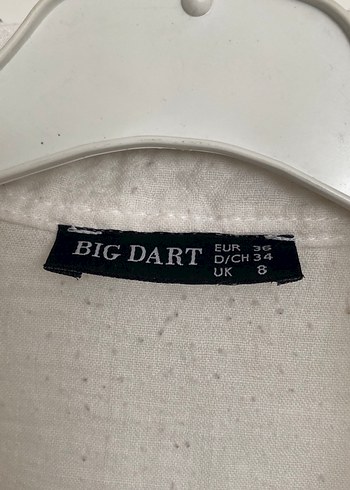 BIG DART
EUR 36
D/CH 34
UK 8